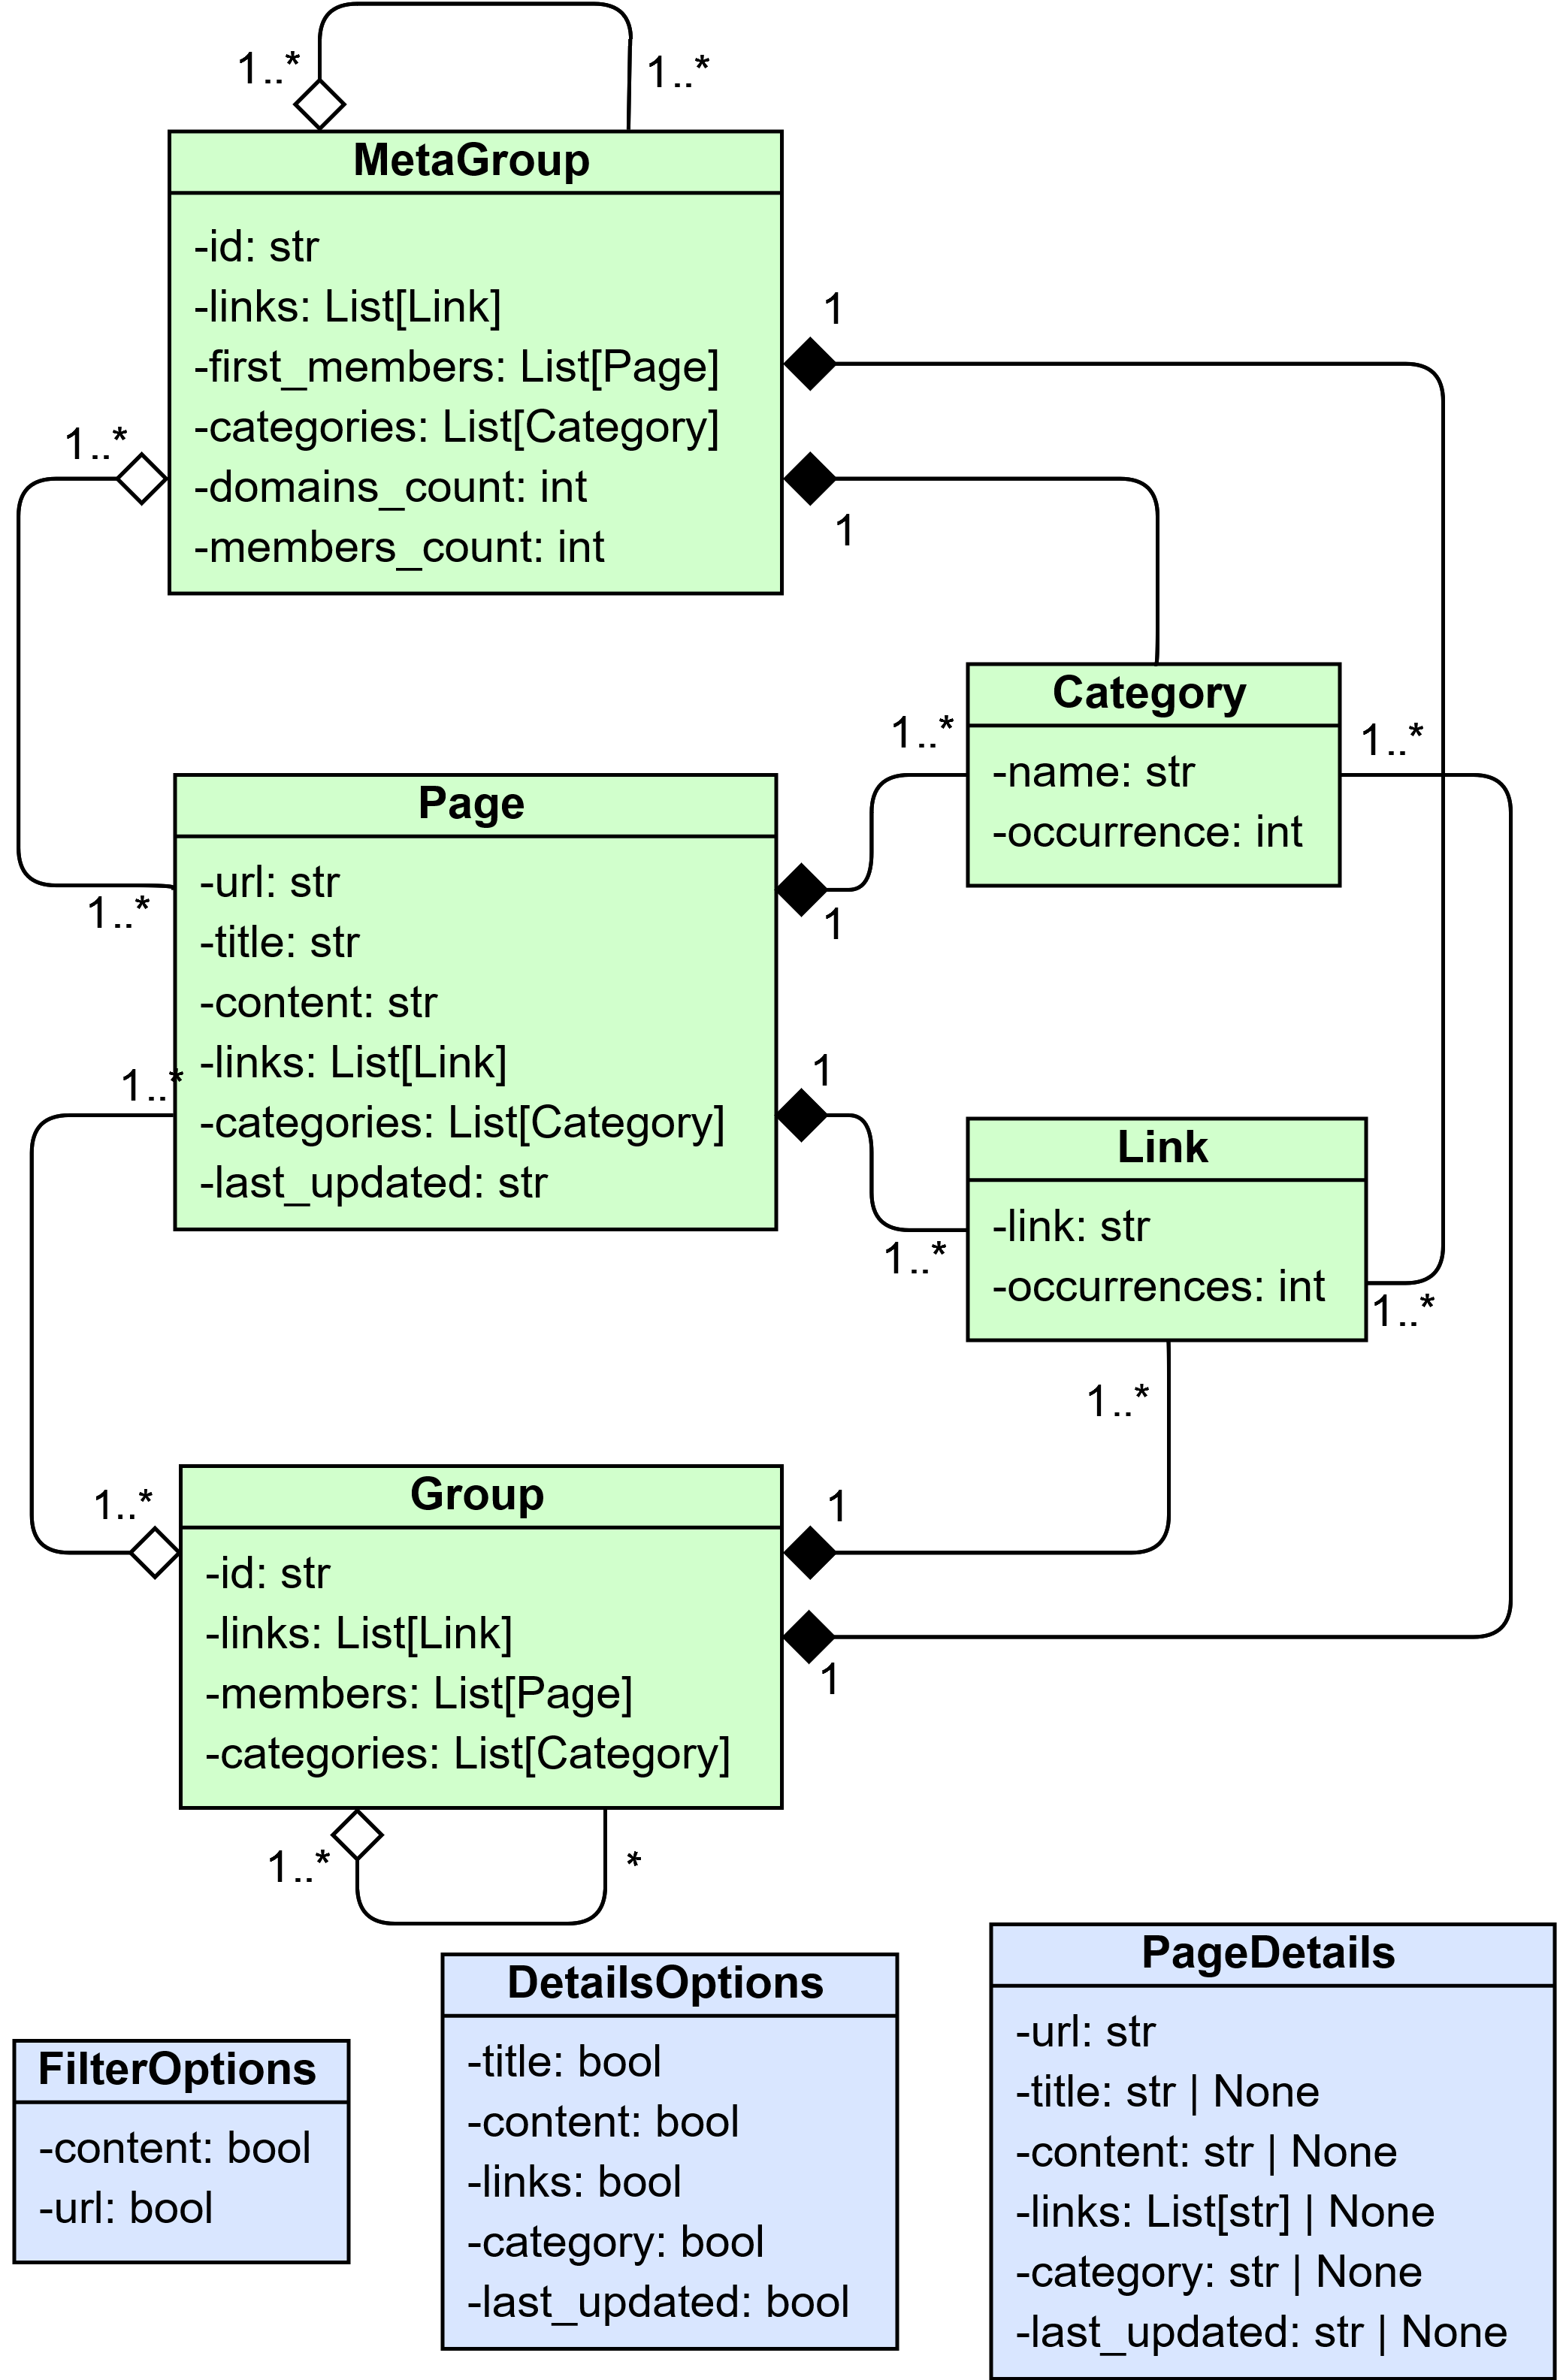 1..*
1..*
MetaGroup
-id: str
-links: List[Link]
-first_members: List[Page]
-categories: List[Category]
-domains_count: int
-members_count: int
1
1..*
1
Category
-name: str
-occurrence: int
1..*
1..*
Page
-url: str
-title: str
-content: str
-links: List[Link]
-categories: List[Category]
-last_updated: str
1..*
1
1..*
1
1..*
Link
-link: str
-occurrences: int
1..*
1..*
Group
-id: str
-links: List[Link]
-members: List[Page]
-categories: List[Category]
1..*
1
1
1..*
*
FilterOptions
-content: bool
-url: bool
DetailsOptions
-title: bool
-content: bool
-links: bool
-category: bool
-last_updated: bool
PageDetails
-url: str
-title: str | None
-content: str | None
-links: List[str] | None
-category: str | None
-last_updated: str | None